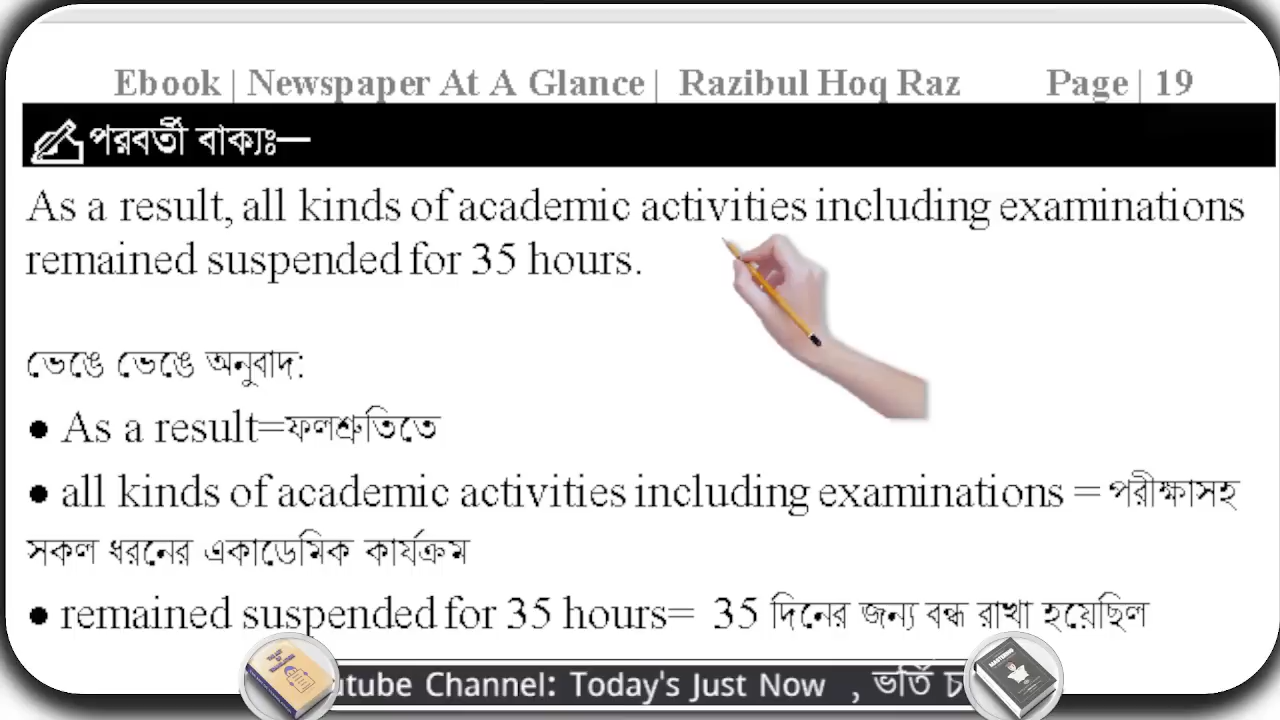 Ebook | Newspaper At A Glance | Razibul Hoq Raz Page | 19
পরবর্তী বাক্যঃ—
As a result, all kinds of academic activities including examinations
remained suspended for 35 hours.
ভেঙে ভেঙে অনুবাদ:
● As a result=ফলশ্রুতিতে
● all kinds of academic activities including examinations = পরীক্ষাসহ
সকল ধরনের একাডেমিক কার্যক্রম
● remained suspended for 35 hours= 35 দিনের জন্য বন্ধ রাখা হয়েছিল
utube Channel: Today's Just Now , ভর্তি চ